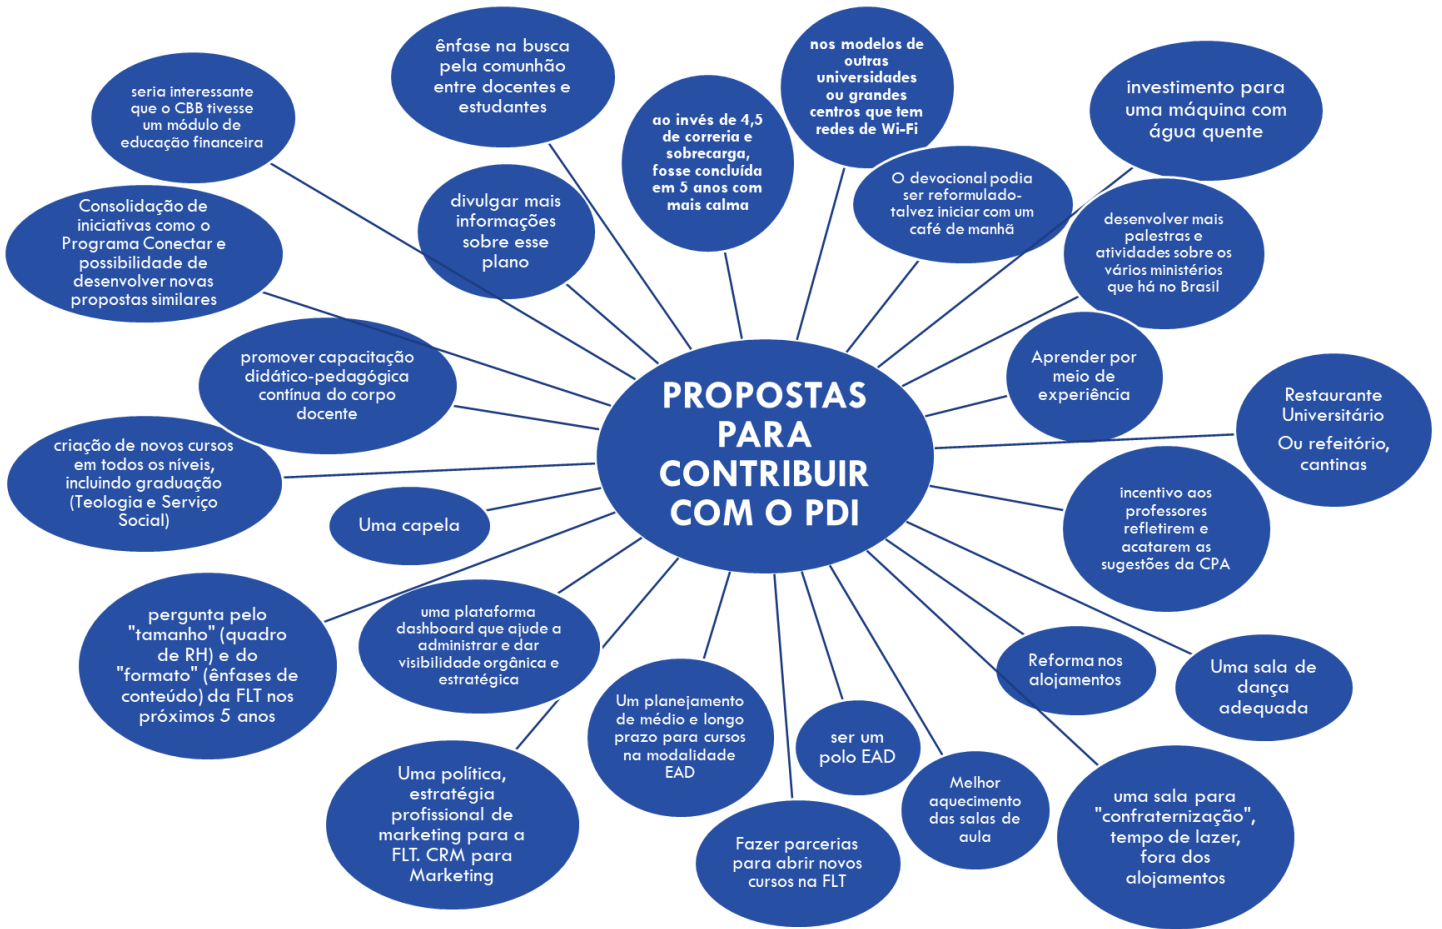 PROPOSTAS
PARA
CONTRIBUIR
COM O PDI
nos modelos de
outras
universidades
ou grandes
centros que tem
redes de Wi-Fi
investimento para
uma máquina com
água quente
O devocional podia
ser reformulado-
talvez iniciar com um
café de manhã
desenvolver mais
palestras e
atividades sobre os
vários ministérios
que há no Brasil
Aprender por
meio de
experiência
Restaurante
Universitário
Ou refeitório,
cantinas
incentivo aos
professores
refletirem e
acatarem as
sugestões da CPA
Uma sala de
dança
adequada
Reforma nos
alojamentos
uma sala para
"confraternização",
tempo de lazer,
fora dos
alojamentos
Melhor
aquecimento
das salas de
aula
ser um
polo EAD
Fazer parcerias
para abrir novos
cursos na FLT
Um planejamento
de médio e longo
prazo para cursos
na modalidade
EAD
Uma política,
estratégia
profissional de
marketing para a
FLT. CRM para
Marketing
uma plataforma
dashboard que ajude a
administrar e dar
visibilidade orgânica e
estratégica
pergunta pelo
"tamanho" (quadro
de RH) e do
"formato" (ênfases de
conteúdo) da FLT nos
próximos 5 anos
Uma capela
criação de novos cursos
em todos os níveis,
incluindo graduação
(Teologia e Serviço
Social)
promover capacitação
didático-pedagógica
contínua do corpo
docente
Consolidação de
iniciativas como o
Programa Conectar e
possibilidade de
desenvolver novas
propostas similares
seria interessante
que o CBB tivesse
um módulo de
educação financeira
divulgar mais
informações
sobre esse
plano
ênfase na busca
pela comunhão
entre docentes e
estudantes
ao invés de 4,5
de correria e
sobrecarga,
fosse concluída
em 5 anos com
mais calma